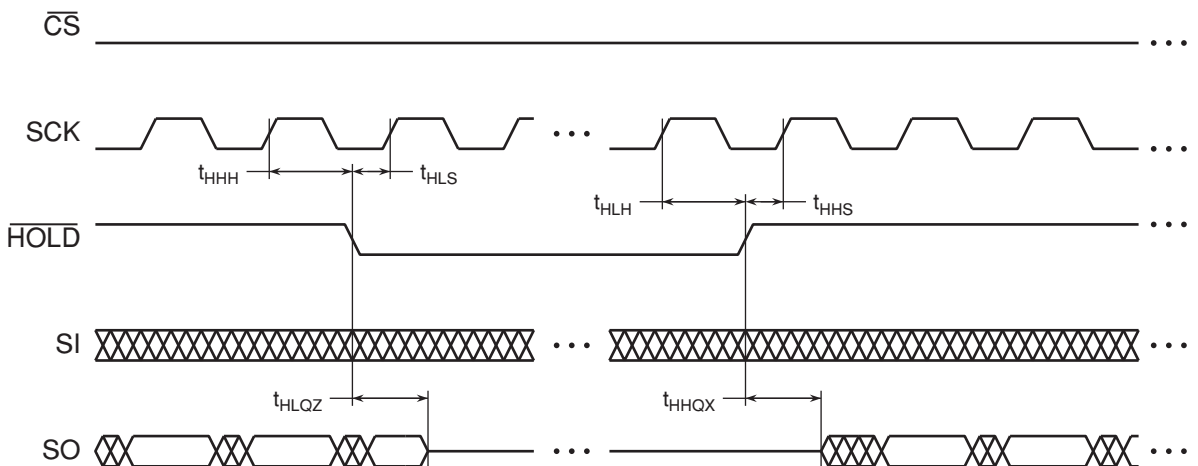 CS
SCK
• • •
• • •
• • •
tHHH
tHLS
tHLH
tHHS
HOLD
• • •
SI
• • •
• • •
tHLQZ
tHHQX
SO
• • •
• • •